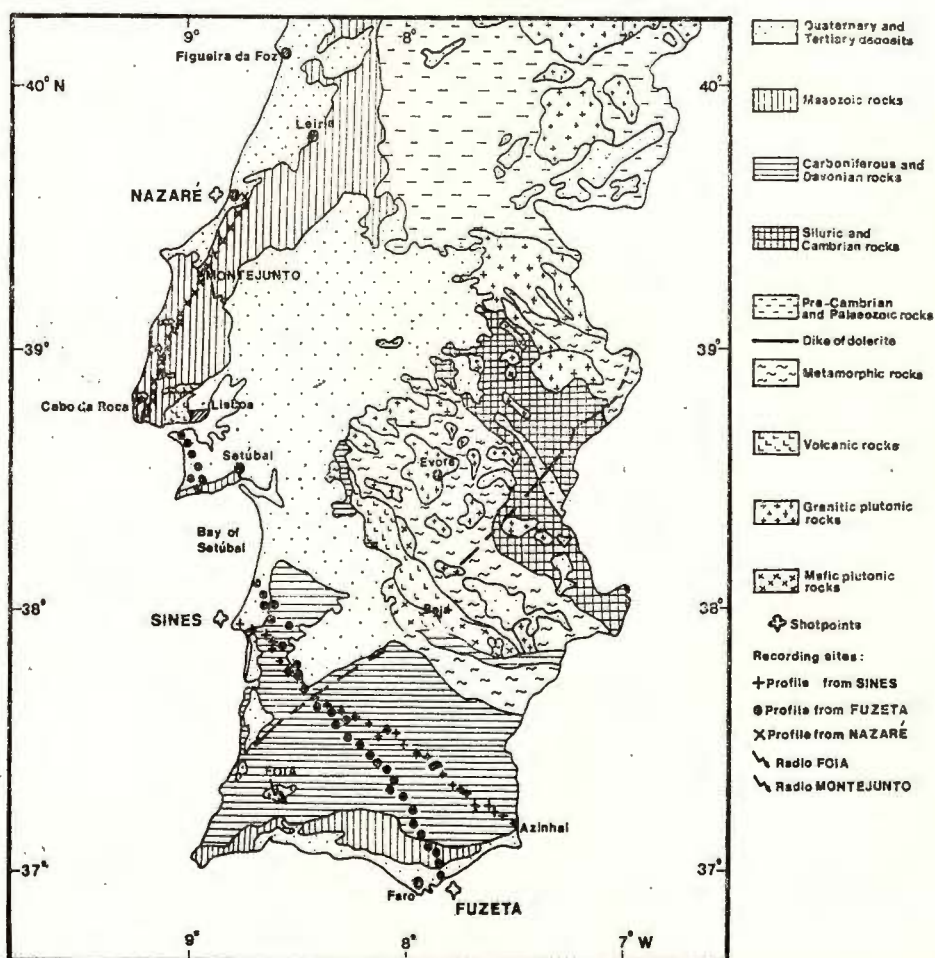 9°
8°
Figueira da Foz
40° N
40°
Leiria
NAZARÉ
MONTEJUNTO
39°
39°
Cabo da Roca
Lisboa
Setúbal
Evora
Bay of
Setúbal
38°
38°
SINES
Beja
FOIA
Azinhal
37°
37°
Faro
FUZETA
9°
8°
7° W
Quaternary and
Tertiary deposits
Mesozoic rocks
Carboniferous and
Devonian rocks
Siluric and
Cambrian rocks
Pre-Cambrian
and Palaeozoic rocks
Dike of dolerite
Metamorphic rocks
Volcanic rocks
Granitic plutonic
rocks
Mafic plutonic
rocks
Shotpoints
Recording sites :
Profile from SINES
Profile from FUZETA
Profile from NAZARÉ
Radio FOIA
Radio MONTEJUNTO